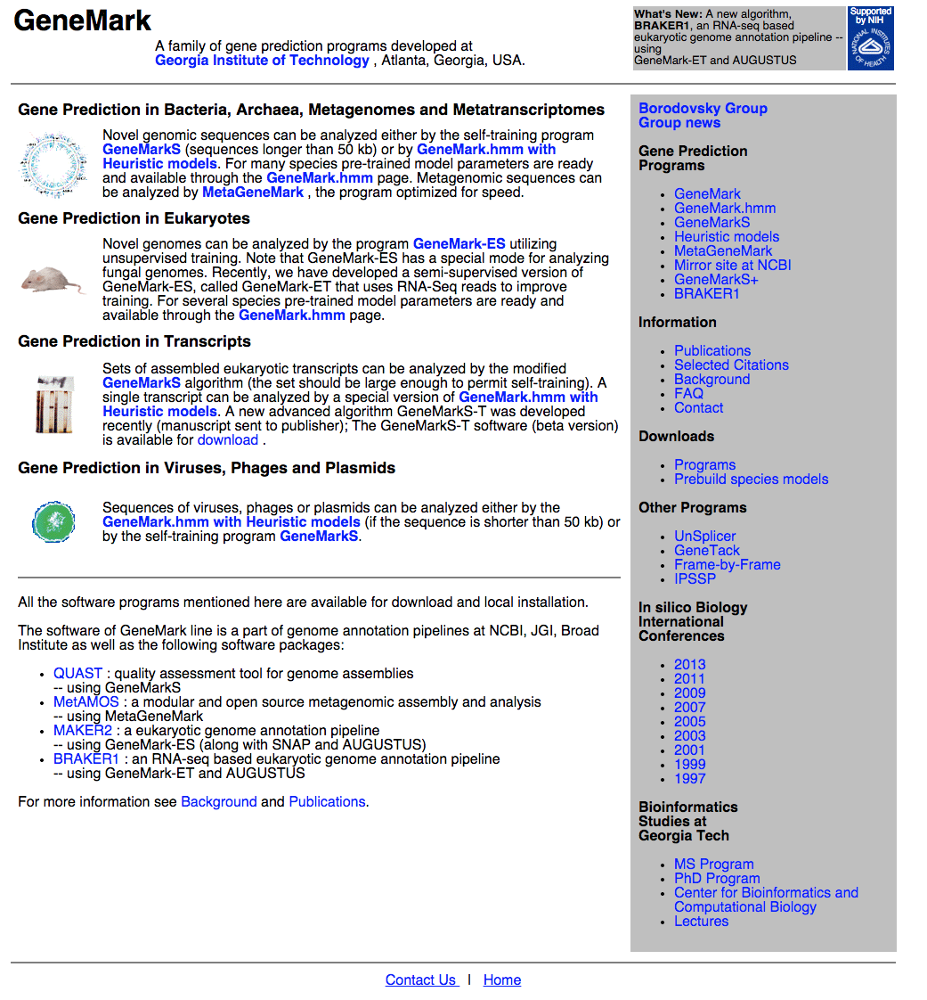 GeneMark
A family of gene prediction programs developed at
Georgia Institute of Technology , Atlanta, Georgia, USA.
What's New: A new algorithm,
BRAKER1, an RNA-seq based
eukaryotic genome annotation pipeline --
using
GeneMark-ET and AUGUSTUS
Supported
by NIH
NATIONAL INSTITUTES
OF HEALTH
Gene Prediction in Bacteria, Archaea, Metagenomes and Metatranscriptomes
Novel genomic sequences can be analyzed either by the self-training program
GeneMarkS (sequences longer than 50 kb) or by GeneMark.hmm with
Heuristic models. For many species pre-trained model parameters are ready
and available through the GeneMark.hmm page. Metagenomic sequences can
be analyzed by MetaGeneMark , the program optimized for speed.
Gene Prediction in Eukaryotes
Novel genomes can be analyzed by the program GeneMark-ES utilizing
unsupervised training. Note that GeneMark-ES has a special mode for analyzing
fungal genomes. Recently, we have developed a semi-supervised version of
GeneMark-ES, called GeneMark-ET that uses RNA-Seq reads to improve
training. For several species pre-trained model parameters are ready and
available through the GeneMark.hmm page.
Gene Prediction in Transcripts
Sets of assembled eukaryotic transcripts can be analyzed by the modified
GeneMarkS algorithm (the set should be large enough to permit self-training). A
single transcript can be analyzed by a special version of GeneMark.hmm with
Heuristic models. A new advanced algorithm GeneMarkS-T was developed
recently (manuscript sent to publisher); The GeneMarkS-T software (beta version)
is available for download .
Gene Prediction in Viruses, Phages and Plasmids
Sequences of viruses, phages or plasmids can be analyzed either by the
GeneMark.hmm with Heuristic models (if the sequence is shorter than 50 kb) or
by the self-training program GeneMarkS.
All the software programs mentioned here are available for download and local installation.
The software of GeneMark line is a part of genome annotation pipelines at NCBI, JGI, Broad
Institute as well as the following software packages:
• QUAST : quality assessment tool for genome assemblies
-- using GeneMarkS
• MetAMOS : a modular and open source metagenomic assembly and analysis
-- using MetaGeneMark
• MAKER2 : a eukaryotic genome annotation pipeline
-- using GeneMark-ES (along with SNAP and AUGUSTUS)
• BRAKER1 : an RNA-seq based eukaryotic genome annotation pipeline
-- using GeneMark-ET and AUGUSTUS
For more information see Background and Publications.
Borodovsky Group
Group news
Gene Prediction
Programs
• GeneMark
• GeneMark.hmm
• GeneMarkS
• Heuristic models
• MetaGeneMark
• Mirror site at NCBI
• GeneMarkS+
• BRAKER1
Information
• Publications
• Selected Citations
• Background
• FAQ
• Contact
Downloads
• Programs
• Prebuild species models
Other Programs
• UnSplicer
• GeneTack
• Frame-by-Frame
• IPSSP
In silico Biology
International
Conferences
• 2013
• 2011
• 2009
• 2007
• 2005
• 2003
• 2001
• 1999
• 1997
Bioinformatics
Studies at
Georgia Tech
• MS Program
• PhD Program
• Center for Bioinformatics and
Computational Biology
• Lectures
Contact Us | Home